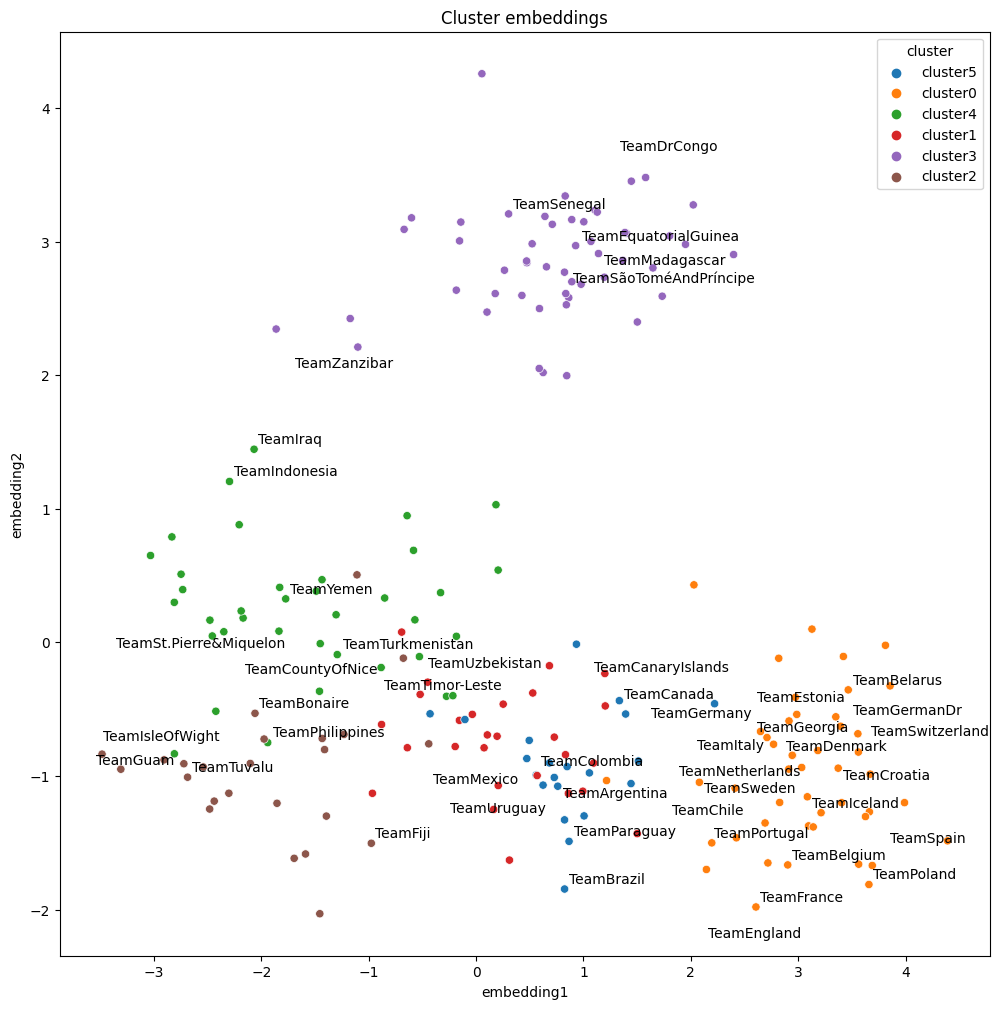 Cluster embeddings
cluster
cluster5
cluster0
cluster4
cluster1
cluster3
cluster2
4
TeamDrCongo
TeamSenegal
TeamEquatorialGuinea
3
TeamMadagascar
TeamSãoToméAndPríncipe
TeamZanzibar
2
TeamIraq
TeamIndonesia
embedding2
1
TeamYemen
0
TeamSt.Pierre&Miquelon
TeamTurkmenistan
TeamUzbekistan
TeamCountyOfNice
TeamCanaryIslands
TeamTimor-Leste
TeamBelarus
TeamCanada
TeamEstonia
TeamBonaire
TeamGermany
TeamGermanDr
TeamGeorgia
TeamSwitzerland
TeamPhilippines
TeamIsleOfWight
TeamItaly
TeamDenmark
TeamGuam
TeamTuvalu
TeamColombia
TeamNetherlands
−1
TeamMexico
TeamCroatia
TeamSweden
TeamArgentina
TeamUruguay
TeamChile
TeamIceland
TeamFiji
TeamParaguay
TeamPortugal
TeamSpain
TeamBelgium
TeamBrazil
TeamPoland
TeamFrance
−2
TeamEngland
−3
−2
−1
0
1
2
3
4
embedding1